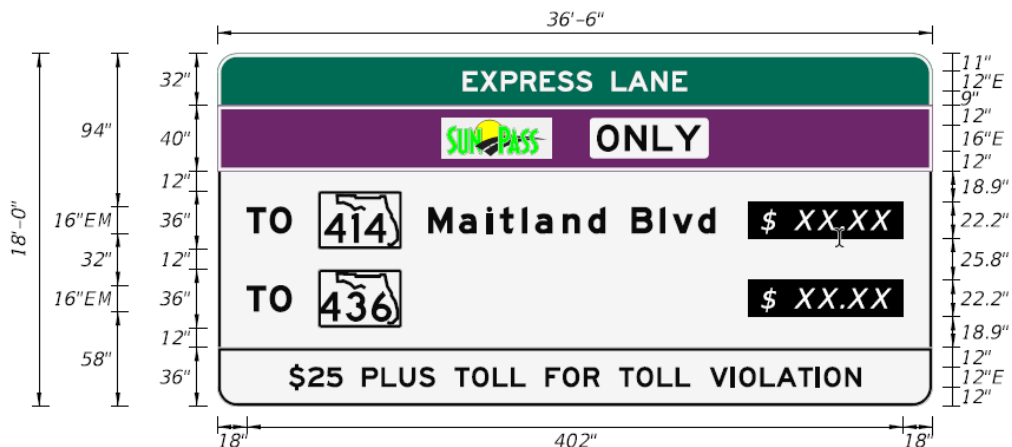 36'-6"
EXPRESS LANE
SUNPASS ONLY
TO 414 Maitland Blvd $ XX.XX
TO 436 $ XX.XX
$25 PLUS TOLL FOR TOLL VIOLATION
18'-0"
94"
16"EM
32"
16"EM
58"
32"
40"
12"
36"
12"
36"
12"
36"
11"
12"E
9"
12"
16"E
12"
18.9"
22.2"
25.8"
22.2"
18.9"
12"
12"E
12"
18" 402" 18"